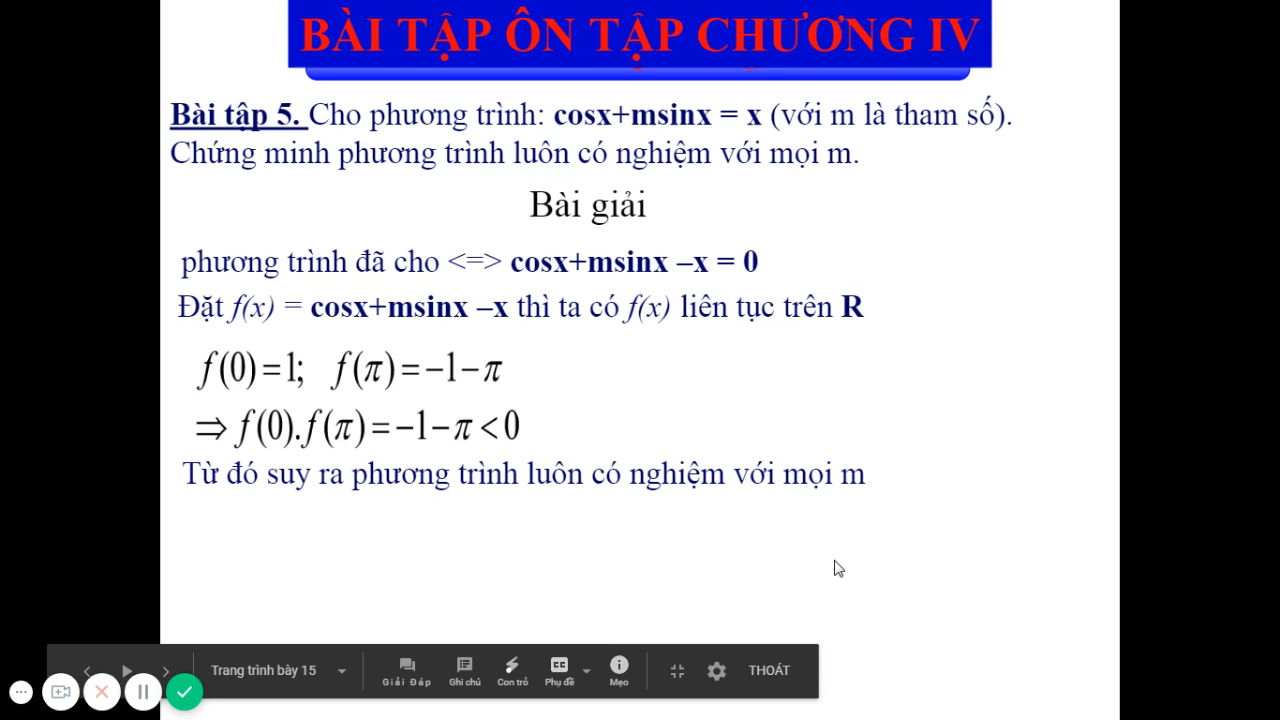 BÀI TẬP ÔN TẬP CHƯƠNG IV
Bài tập 5. Cho phương trình: cosx+msinx = x (với m là tham số).
Chứng minh phương trình luôn có nghiệm với mọi m.
Bài giải
phương trình đã cho <=> cosx+msinx –x = 0
Đặt f(x) = cosx+msinx –x thì ta có f(x) liên tục trên R
f(0)=1; f(π)=−1−π
⇒ f(0).f(π)=−1−π<0
Từ đó suy ra phương trình luôn có nghiệm với mọi m
Trang trình bày 15
Giải Đáp
Ghi chú
Con trỏ
Phụ đề
Mẹo
THOÁT